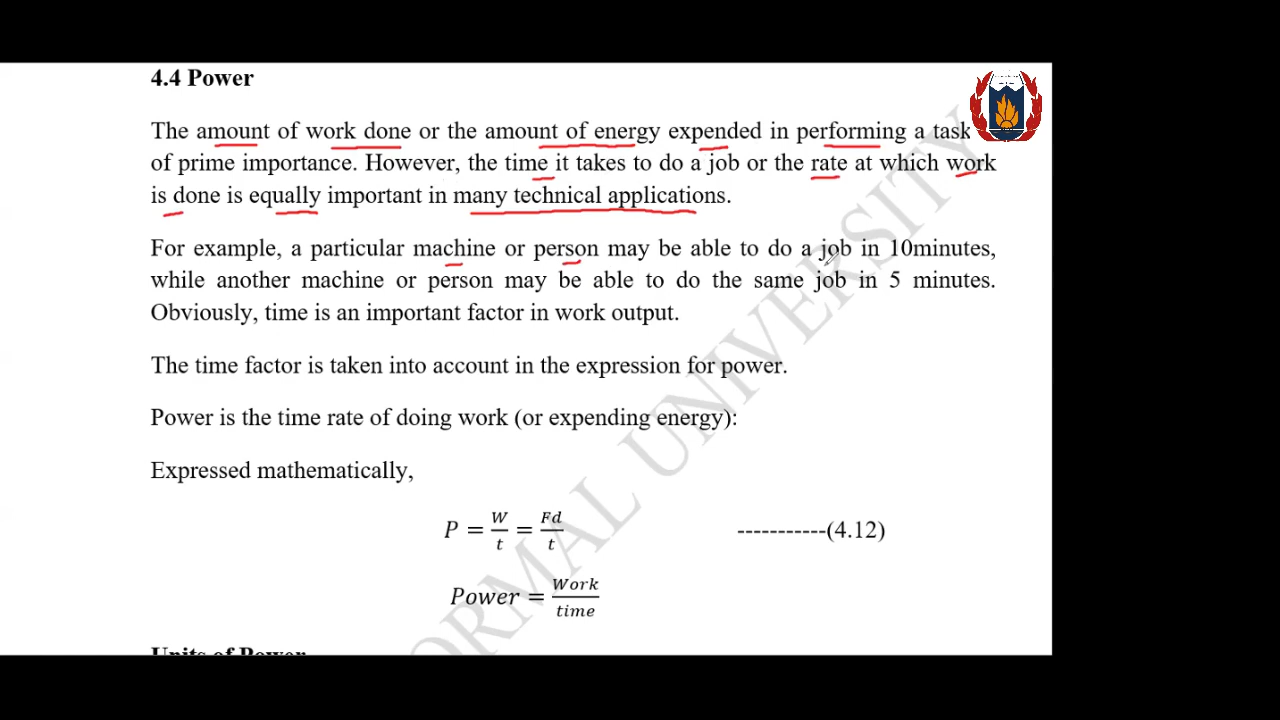 4.4 Power
The amount of work done or the amount of energy expended in performing a task
of prime importance. However, the time it takes to do a job or the rate at which work
is done is equally important in many technical applications.
For example, a particular machine or person may be able to do a job in 10minutes,
while another machine or person may be able to do the same job in 5 minutes.
Obviously, time is an important factor in work output.
The time factor is taken into account in the expression for power.
Power is the time rate of doing work (or expending energy):
Expressed mathematically,
P = W/t = Fd/t -----------(4.12)
Power = Work/time
Units of Power
ORMAL UNIVERSITY